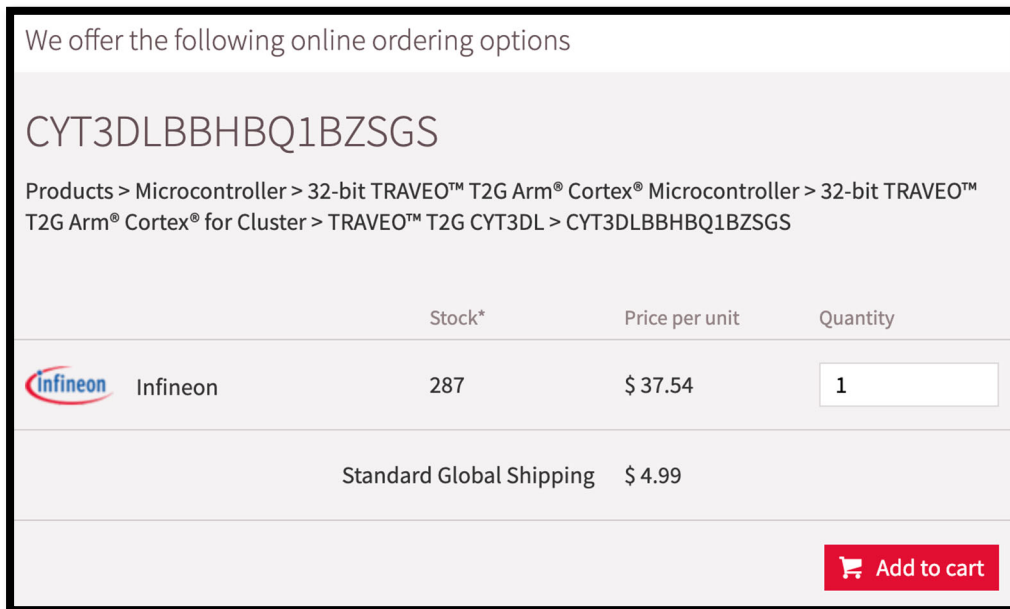 We offer the following online ordering options
CYT3DLBBHBQ1BZSGS
Products > Microcontroller > 32-bit TRAVEO™ T2G Arm® Cortex® Microcontroller > 32-bit TRAVEO™
T2G Arm® Cortex® for Cluster > TRAVEO™ T2G CYT3DL > CYT3DLBBHBQ1BZSGS
Stock* Price per unit Quantity
infineon Infineon 287 $ 37.54 1
Standard Global Shipping $ 4.99
Add to cart